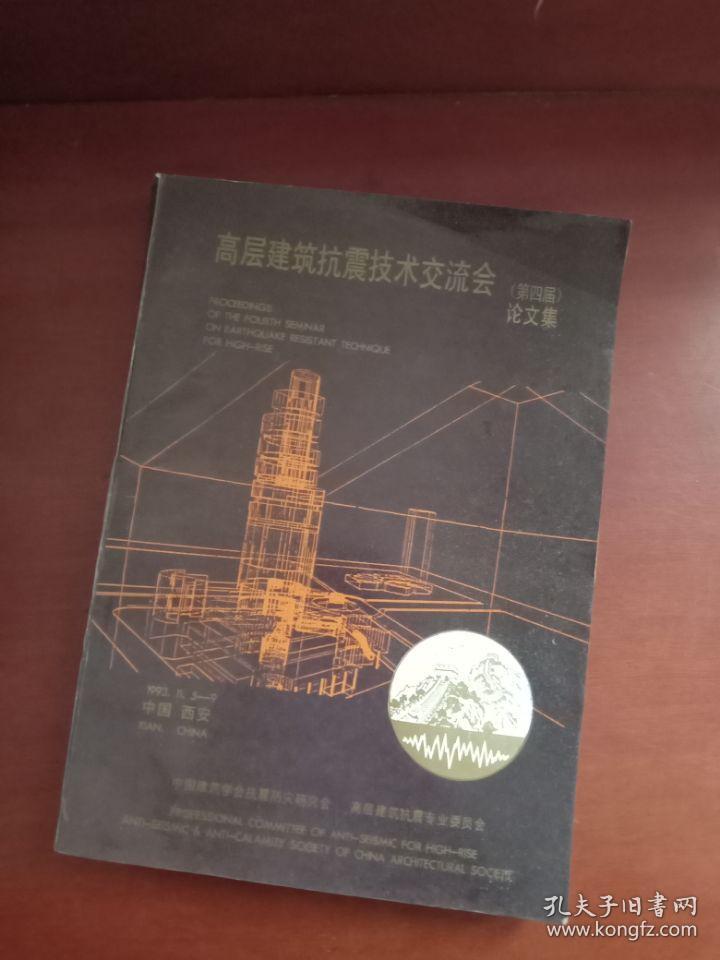 高层建筑抗震技术交流会
（第四届）
论文集
PROCEEDINGS
OF THE FOURTH SEMINAR
ON EARTHQUAKE RESISTANT TECHNIQUE
FOR HIGH-RISE
1993. 11. 5—9
中国 西安
XIAN, CHINA
中国建筑学会抗震防灾研究会 高层建筑抗震专业委员会
PROFESSIONAL COMMITTEE OF ANTI-SEISMIC FOR HIGH-RISE
ANTI-SEISMIC & ANTI-CALAMITY SOCIETY OF CHINA ARCHITECTURAL SOCIETY
孔夫子旧书网
www.kongfz.com